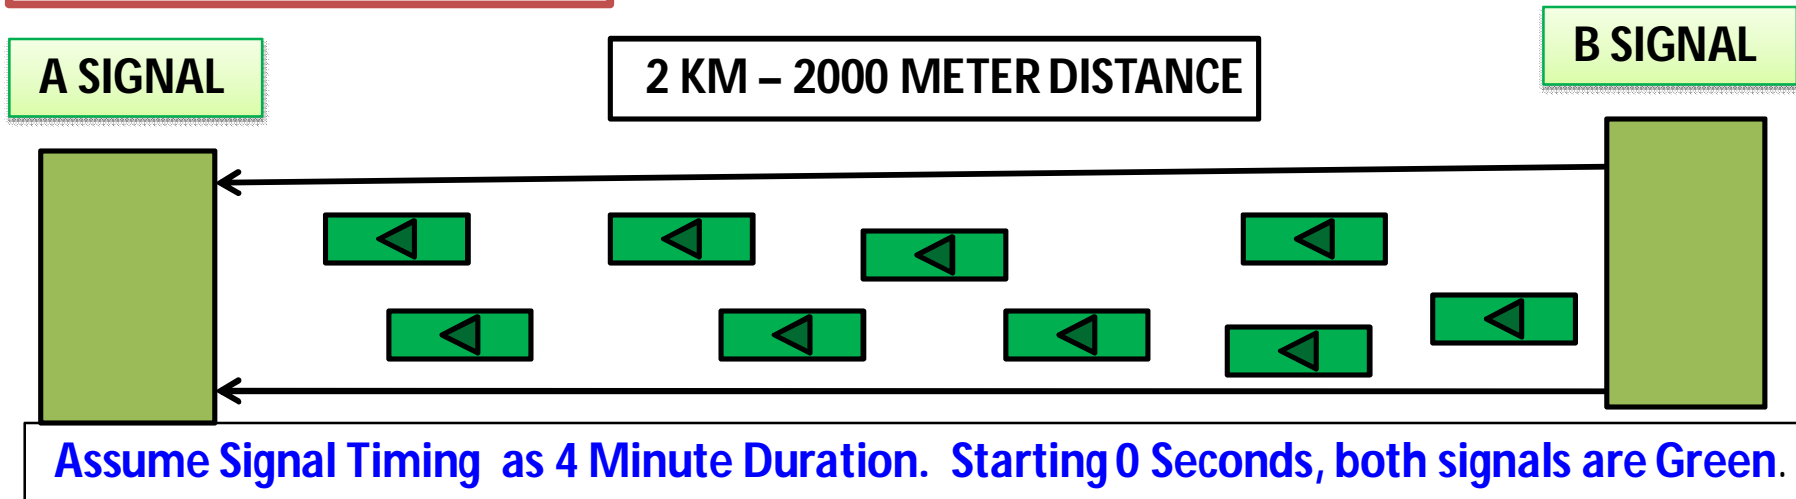 A SIGNAL
2 KM – 2000 METER DISTANCE
B SIGNAL
Assume Signal Timing as 4 Minute Duration. Starting 0 Seconds, both signals are Green.